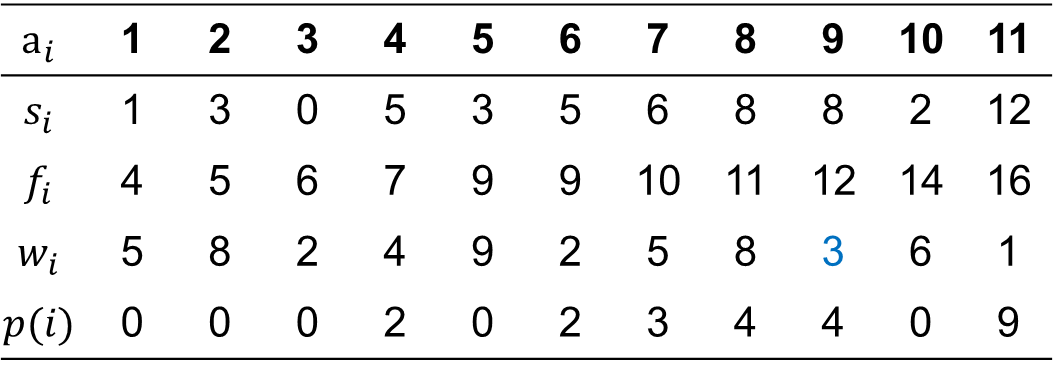 aᵢ 1 2 3 4 5 6 7 8 9 10 11
sᵢ 1 3 0 5 3 5 6 8 8 2 12
fᵢ 4 5 6 7 9 9 10 11 12 14 16
wᵢ 5 8 2 4 9 2 5 8 3 6 1
p(i) 0 0 0 2 0 2 3 4 4 0 9